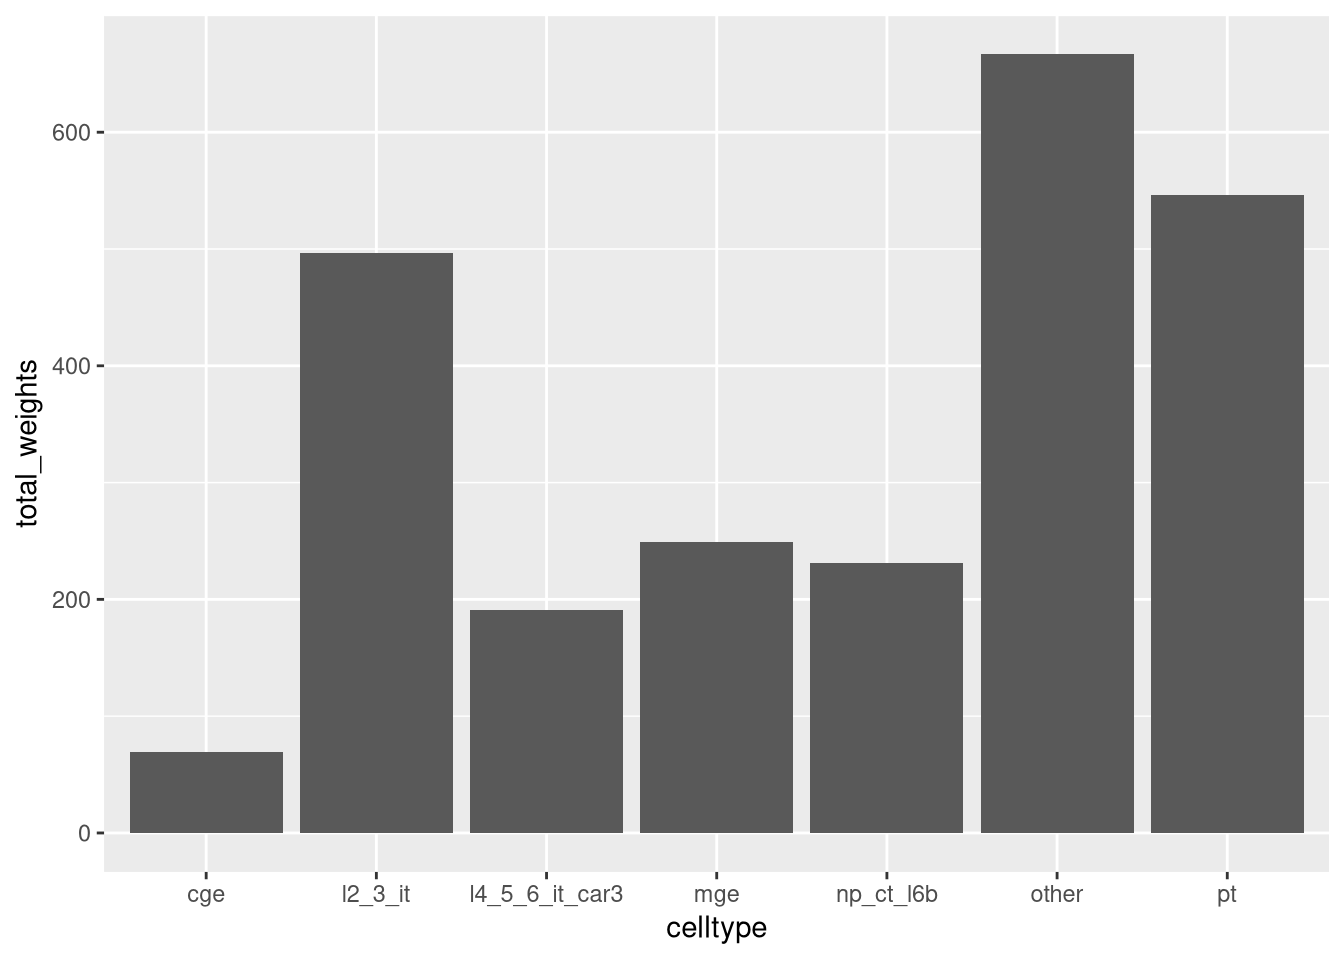 total_weights
600
400
200
0
cge l2_3_it l4_5_6_it_car3 mge np_ct_l6b other pt
celltype